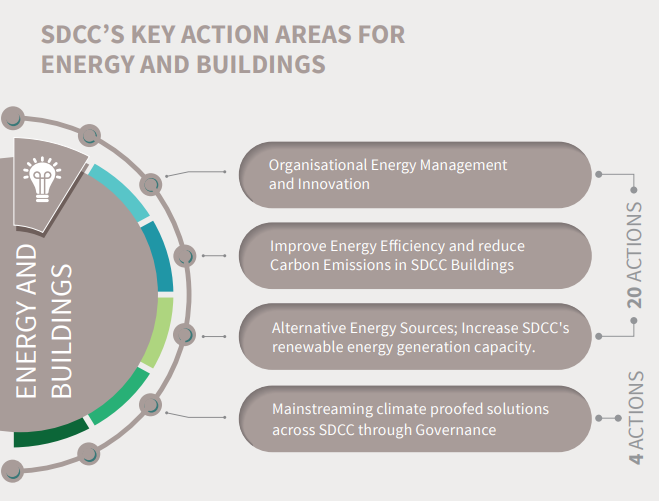 SDCC'S KEY ACTION AREAS FOR
ENERGY AND BUILDINGS
ENERGY AND
BUILDINGS
Organisational Energy Management
and Innovation
Improve Energy Efficiency and reduce
Carbon Emissions in SDCC Buildings
Alternative Energy Sources; Increase SDCC's
renewable energy generation capacity.
Mainstreaming climate proofed solutions
across SDCC through Governance
20 ACTIONS
4 ACTIONS